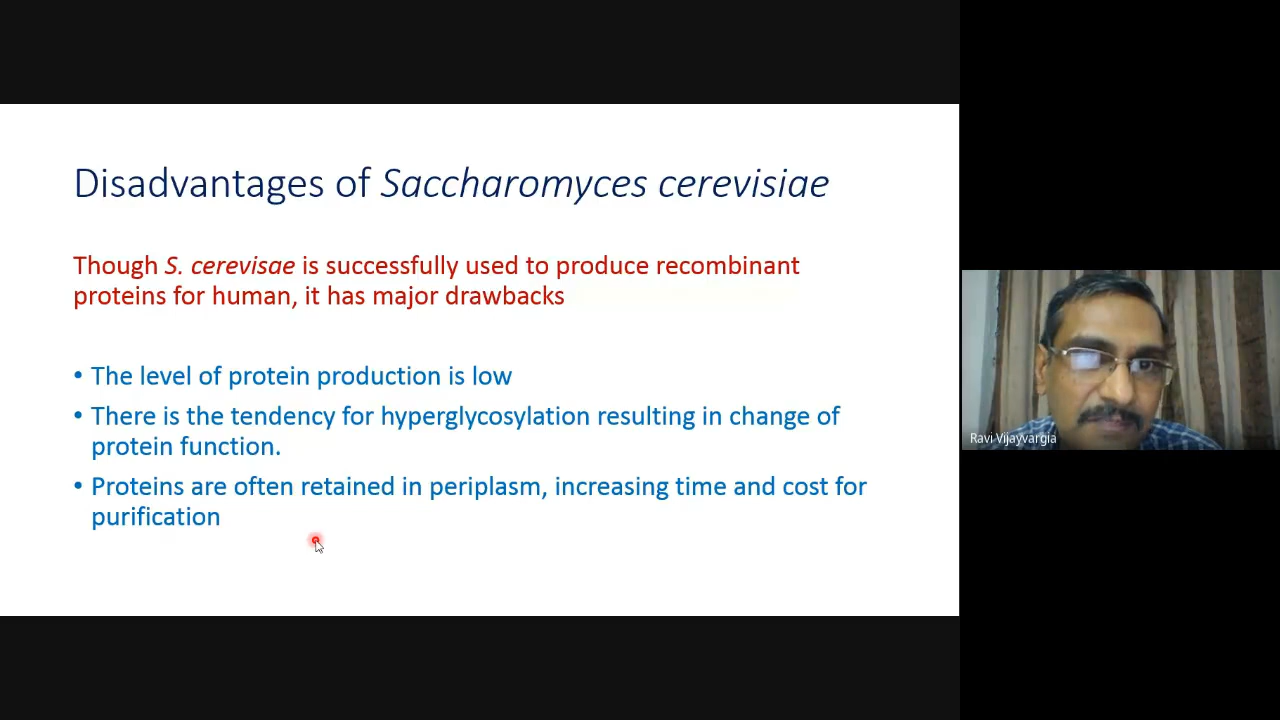 Disadvantages of Saccharomyces cerevisiae
Though S. cerevisae is successfully used to produce recombinant
proteins for human, it has major drawbacks
• The level of protein production is low
• There is the tendency for hyperglycosylation resulting in change of
protein function.
• Proteins are often retained in periplasm, increasing time and cost for
purification
Ravi Vijayvargia